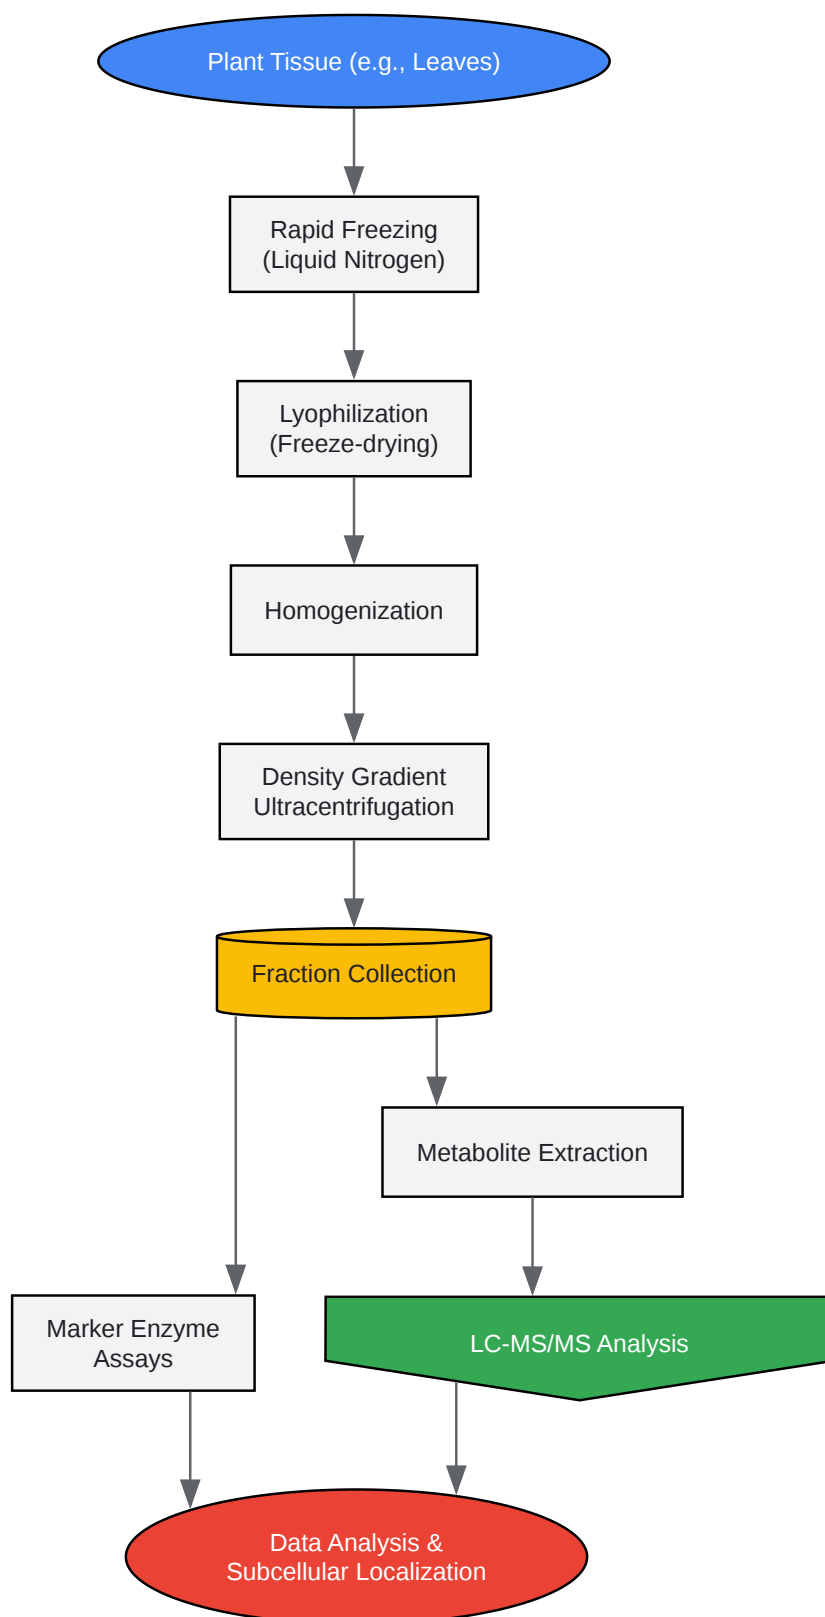 Plant Tissue (e.g., Leaves)
Rapid Freezing
(Liquid Nitrogen)
Lyophilization
(Freeze-drying)
Homogenization
Density Gradient
Ultracentrifugation
Fraction Collection
Metabolite Extraction
Marker Enzyme
Assays
LC-MS/MS Analysis
Data Analysis &
Subcellular Localization